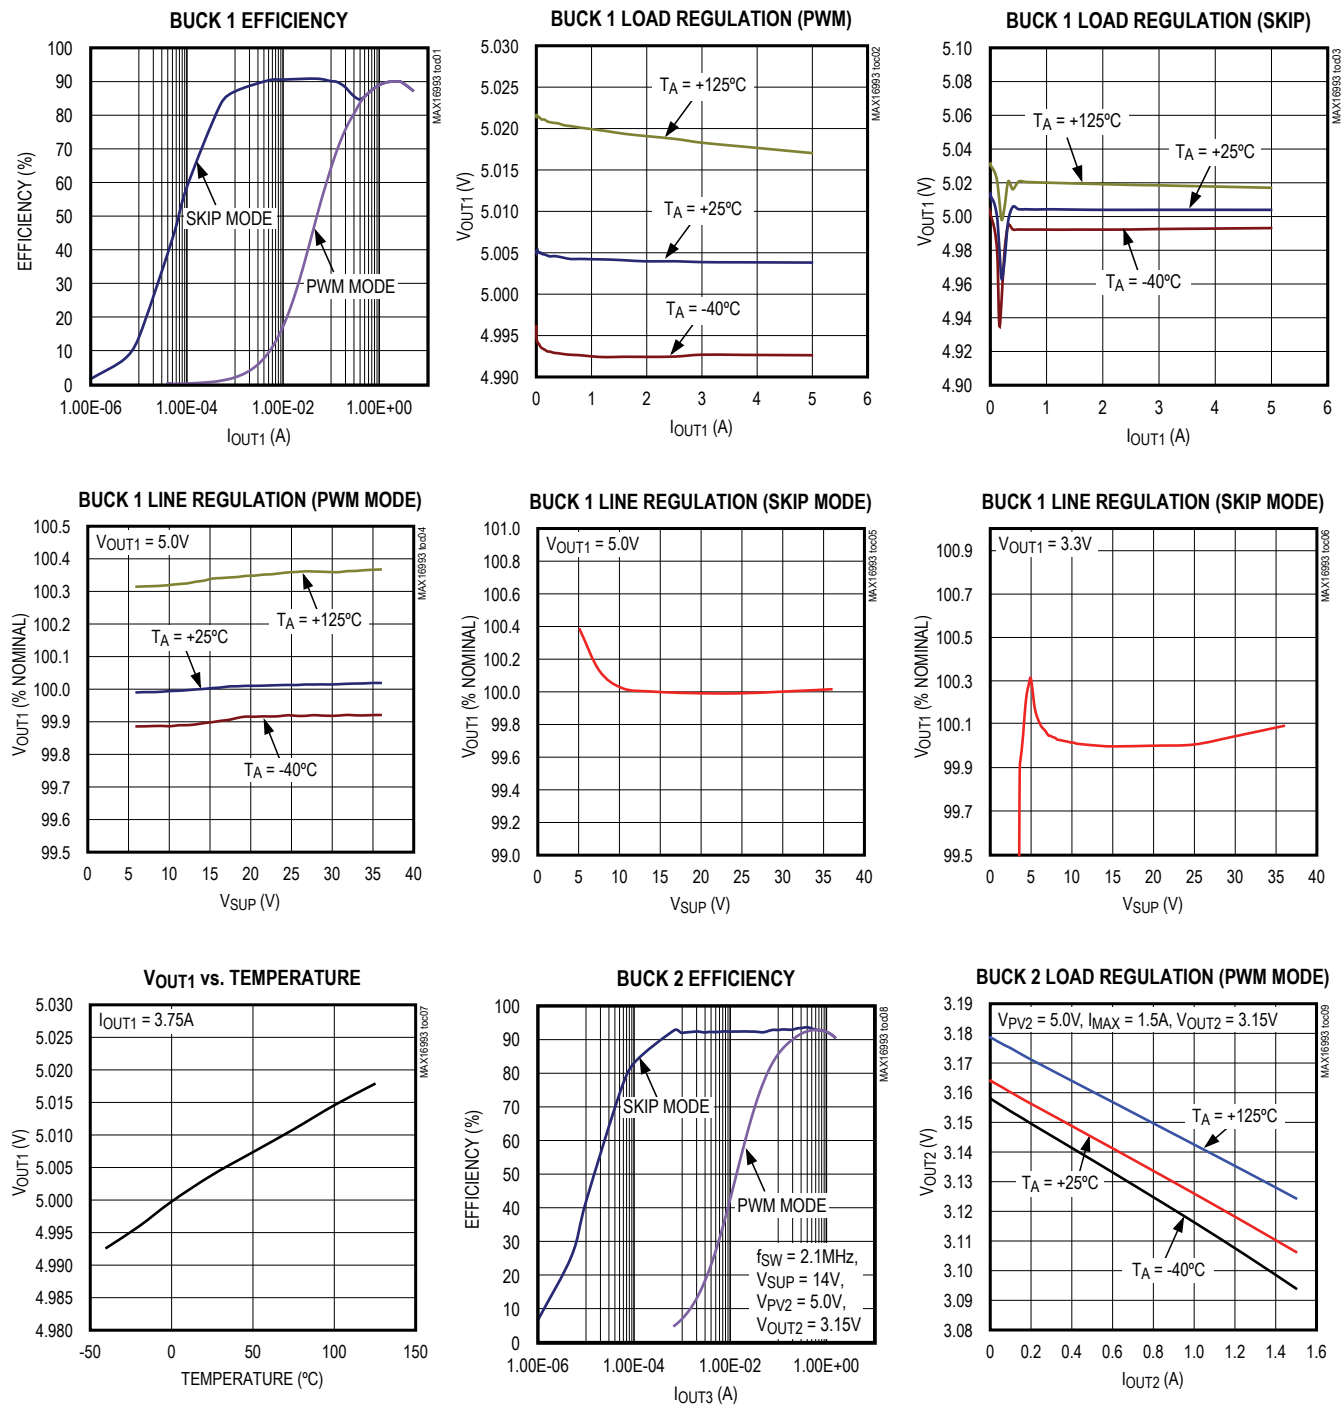 BUCK 1 EFFICIENCY
MAX16993 toc01
EFFICIENCY (%)
100
90
80
70
60
50
40
30
20
10
0
SKIP MODE
PWM MODE
1.00E-06 1.00E-04 1.00E-02 1.00E+00
IOUT1 (A)
BUCK 1 LOAD REGULATION (PWM)
MAX16993 toc02
VOUT1 (V)
5.030
5.025
5.020
5.015
5.010
5.005
5.000
4.995
4.990
TA = +125ºC
TA = +25ºC
TA = -40ºC
0 1 2 3 4 5 6
IOUT1 (A)
BUCK 1 LOAD REGULATION (SKIP)
MAX16993 toc03
VOUT1 (V)
5.10
5.08
5.06
5.04
5.02
5.00
4.98
4.96
4.94
4.92
4.90
TA = +125ºC
TA = +25ºC
TA = -40ºC
0 1 2 3 4 5 6
IOUT1 (A)
BUCK 1 LINE REGULATION (PWM MODE)
MAX16993 toc04
VOUT1 (% NOMINAL)
100.5
100.4
100.3
100.2
100.1
100.0
99.9
99.8
99.7
99.6
99.5
VOUT1 = 5.0V
TA = +125ºC
TA = +25ºC
TA = -40ºC
0 5 10 15 20 25 30 35 40
VSUP (V)
BUCK 1 LINE REGULATION (SKIP MODE)
MAX16993 toc05
VOUT1 (% NOMINAL)
101.0
100.8
100.6
100.4
100.2
100.0
99.8
99.6
99.4
99.2
99.0
VOUT1 = 5.0V
0 5 10 15 20 25 30 35 40
VSUP (V)
BUCK 1 LINE REGULATION (SKIP MODE)
MAX16993 toc06
VOUT1 (% NOMINAL)
100.9
100.7
100.5
100.3
100.1
99.9
99.7
99.5
VOUT1 = 3.3V
0 5 10 15 20 25 30 35 40
VSUP (V)
VOUT1 vs. TEMPERATURE
MAX16993 toc07
VOUT1 (V)
5.030
5.025
5.020
5.015
5.010
5.005
5.000
4.995
4.990
4.985
4.980
IOUT1 = 3.75A
-50 0 50 100 150
TEMPERATURE (ºC)
BUCK 2 EFFICIENCY
MAX16993 toc08
EFFICIENCY (%)
100
90
80
70
60
50
40
30
20
10
0
SKIP MODE
PWM MODE
fSW = 2.1MHz,
VSUP = 14V,
VPV2 = 5.0V,
VOUT2 = 3.15V
1.00E-06 1.00E-04 1.00E-02 1.00E+00
IOUT3 (A)
BUCK 2 LOAD REGULATION (PWM MODE)
MAX16993 toc09
VOUT2 (V)
3.19
3.18
3.17
3.16
3.15
3.14
3.13
3.12
3.11
3.10
3.09
3.08
VPV2 = 5.0V, IMAX = 1.5A, VOUT2 = 3.15V
TA = +125ºC
TA = +25ºC
TA = -40ºC
0 0.2 0.4 0.6 0.8 1.0 1.2 1.4 1.6
IOUT2 (A)